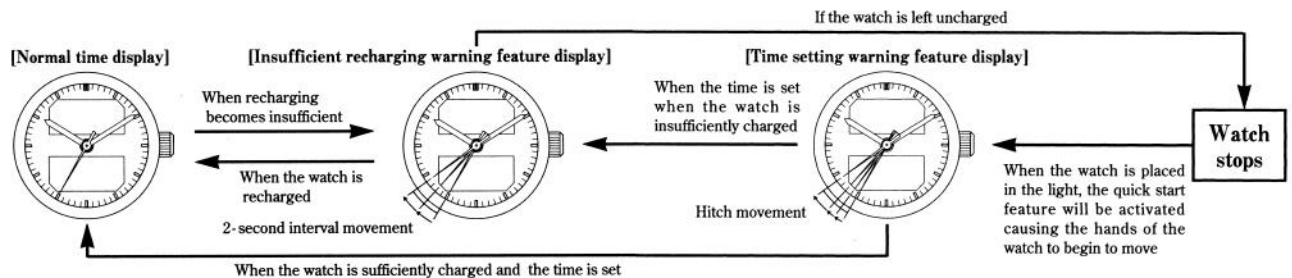 If the watch is left uncharged
[Normal time display]
[Insufficient recharging warning feature display]
[Time setting warning feature display]
When recharging
becomes insufficient
When the time is set
when the watch is
insufficiently charged
Watch
stops
When the watch is
recharged
When the watch is placed
in the light, the quick start
feature will be activated
causing the hands of the
watch to begin to move
2-second interval movement
Hitch movement
When the watch is sufficiently charged and the time is set